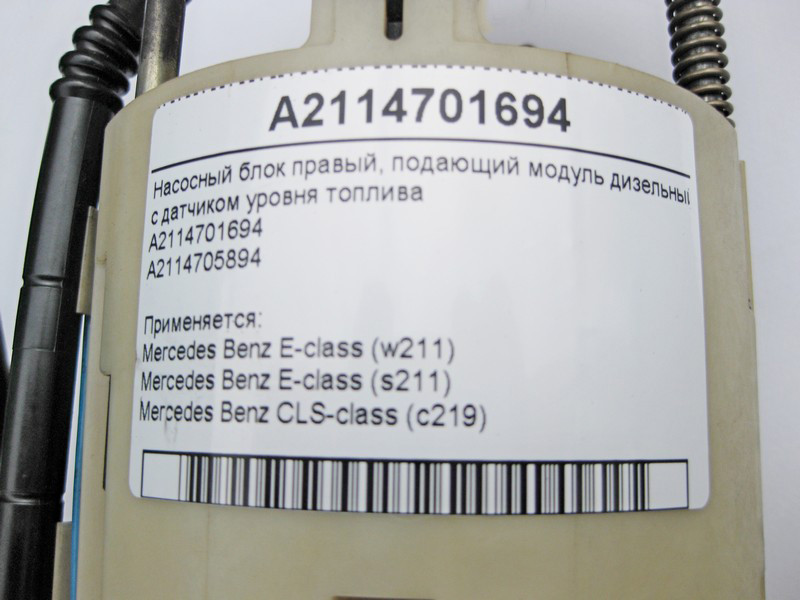 A2114701694
Насосный блок правый, подающий модуль дизельный
с датчиком уровня топлива
A2114701694
A2114705894
Применяется:
Mercedes Benz E-class (w211)
Mercedes Benz E-class (s211)
Mercedes Benz CLS-class (c219)